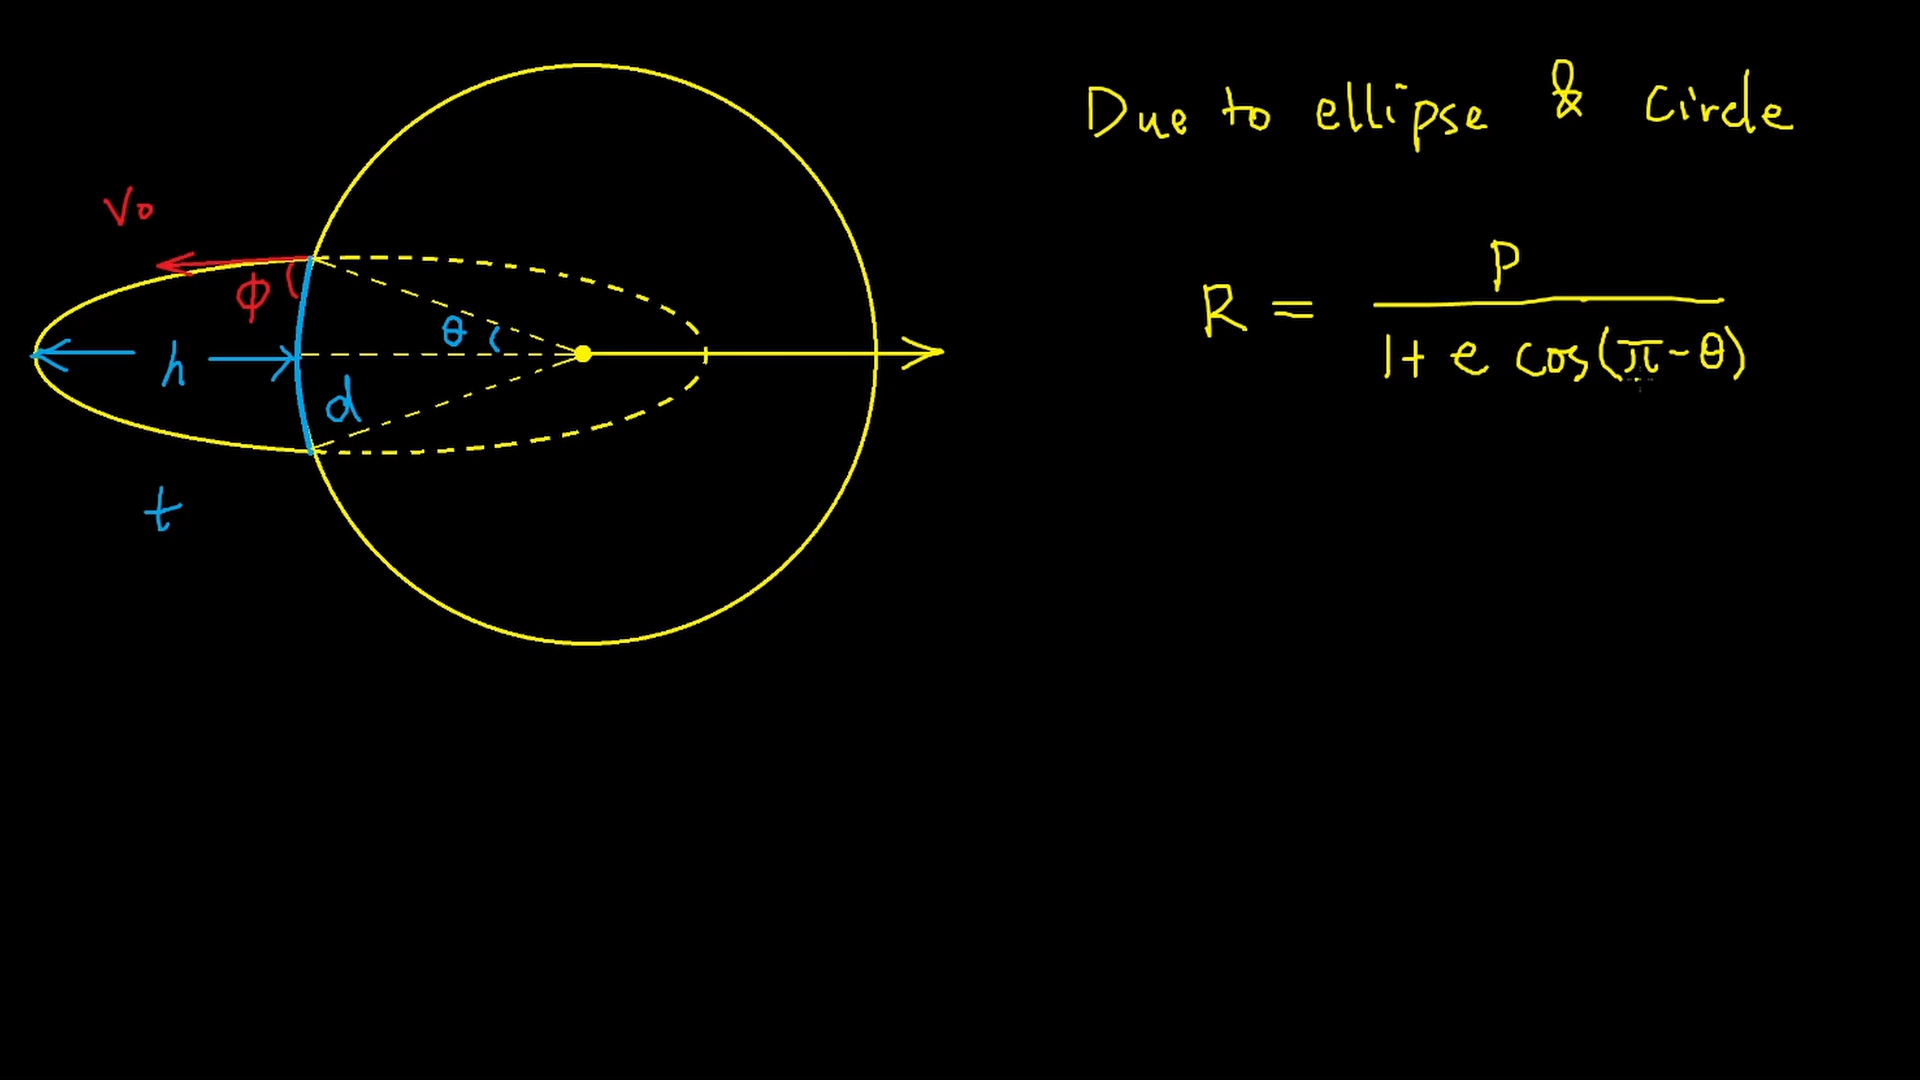 Due to ellipse & Circle
V₀
ϕ
θ
h
d
t
R = P / 1 + e cos(π-θ)